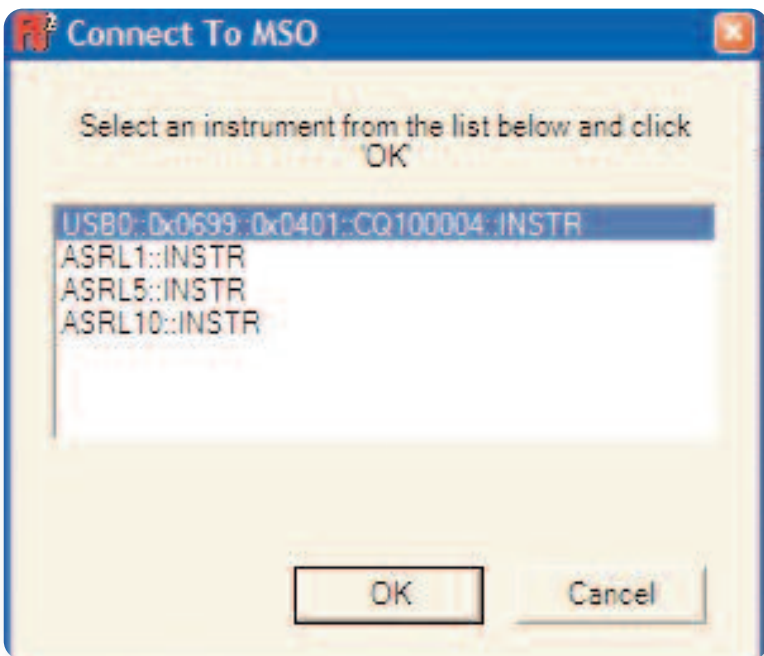 Connect To MSO
Select an instrument from the list below and click
'OK'
USB0::0x0699::0x0401::CQ100004::INSTR
ASRL1::INSTR
ASRL5::INSTR
ASRL10::INSTR
OK
Cancel